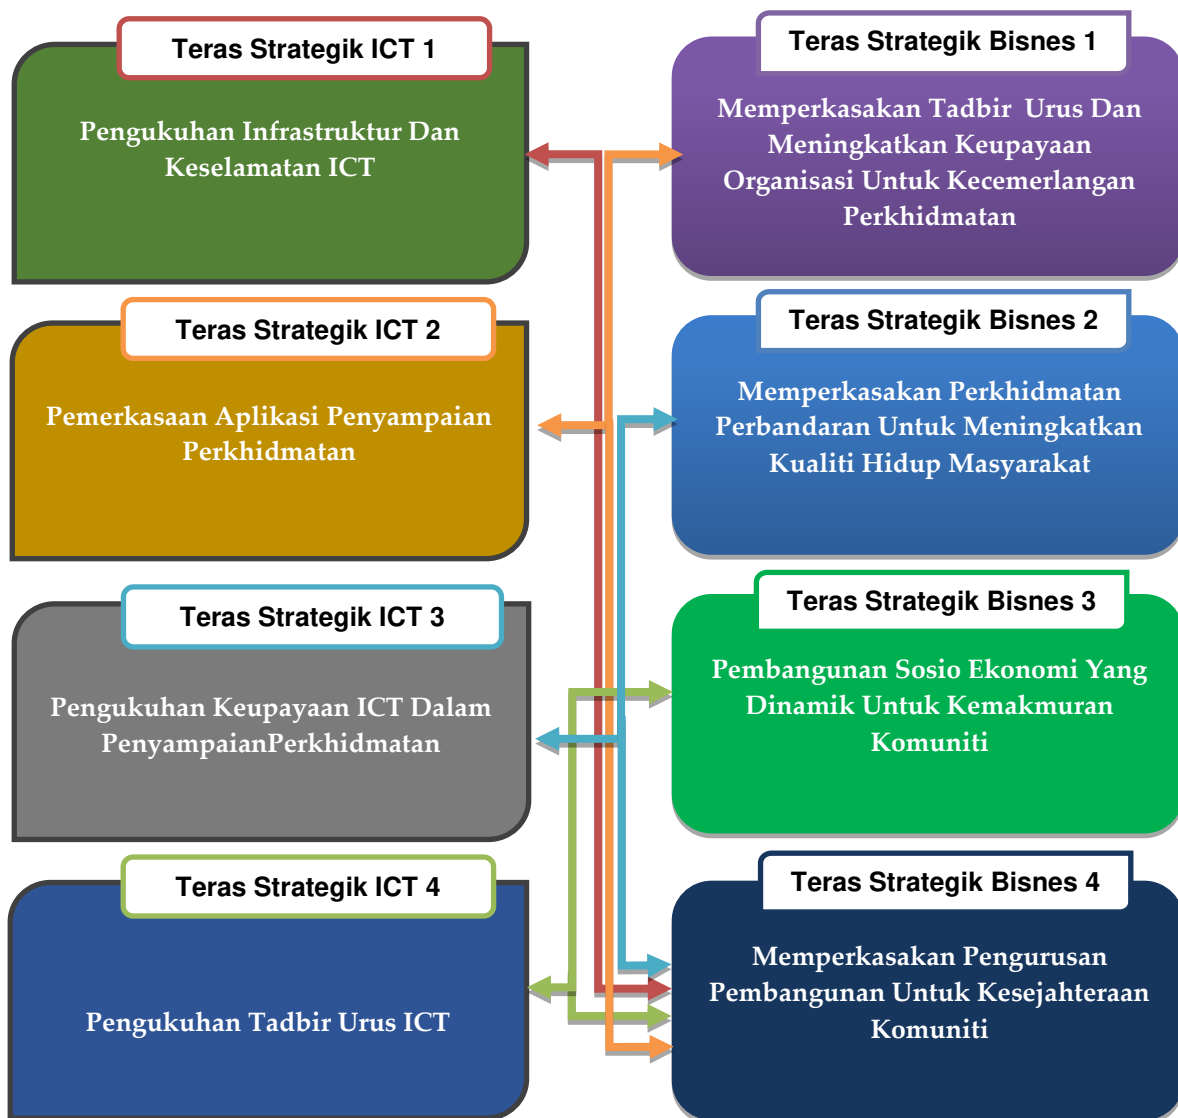 Teras Strategik ICT 1
Pengukuhan Infrastruktur Dan
Keselamatan ICT
Teras Strategik Bisnes 1
Memperkasakan Tadbir Urus Dan
Meningkatkan Keupayaan
Organisasi Untuk Kecemerlangan
Perkhidmatan
Teras Strategik ICT 2
Pemerkasaan Aplikasi Penyampaian
Perkhidmatan
Teras Strategik Bisnes 2
Memperkasakan Perkhidmatan
Perbandaran Untuk Meningkatkan
Kualiti Hidup Masyarakat
Teras Strategik ICT 3
Pengukuhan Keupayaan ICT Dalam
PenyampaianPerkhidmatan
Teras Strategik Bisnes 3
Pembangunan Sosio Ekonomi Yang
Dinamik Untuk Kemakmuran
Komuniti
Teras Strategik ICT 4
Pengukuhan Tadbir Urus ICT
Teras Strategik Bisnes 4
Memperkasakan Pengurusan
Pembangunan Untuk Kesejahteraan
Komuniti